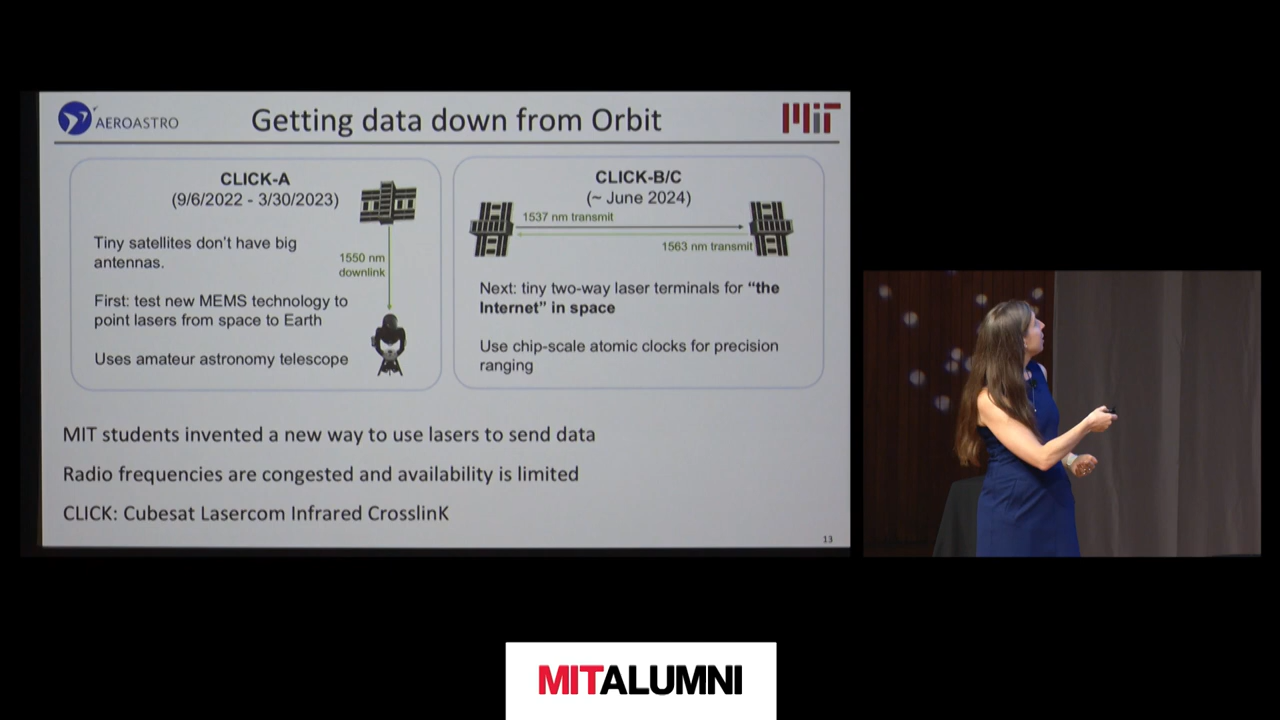 AEROASTRO
Getting data down from Orbit
MIT
CLICK-A
(9/6/2022 - 3/30/2023)
Tiny satellites don't have big
antennas.
1550 nm
downlink
First: test new MEMS technology to
point lasers from space to Earth
Uses amateur astronomy telescope
CLICK-B/C
(~ June 2024)
1537 nm transmit
1563 nm transmit
Next: tiny two-way laser terminals for “the
Internet” in space
Use chip-scale atomic clocks for precision
ranging
MIT students invented a new way to use lasers to send data
Radio frequencies are congested and availability is limited
CLICK: Cubesat Lasercom Infrared CrosslinK
13
MITALUMNI